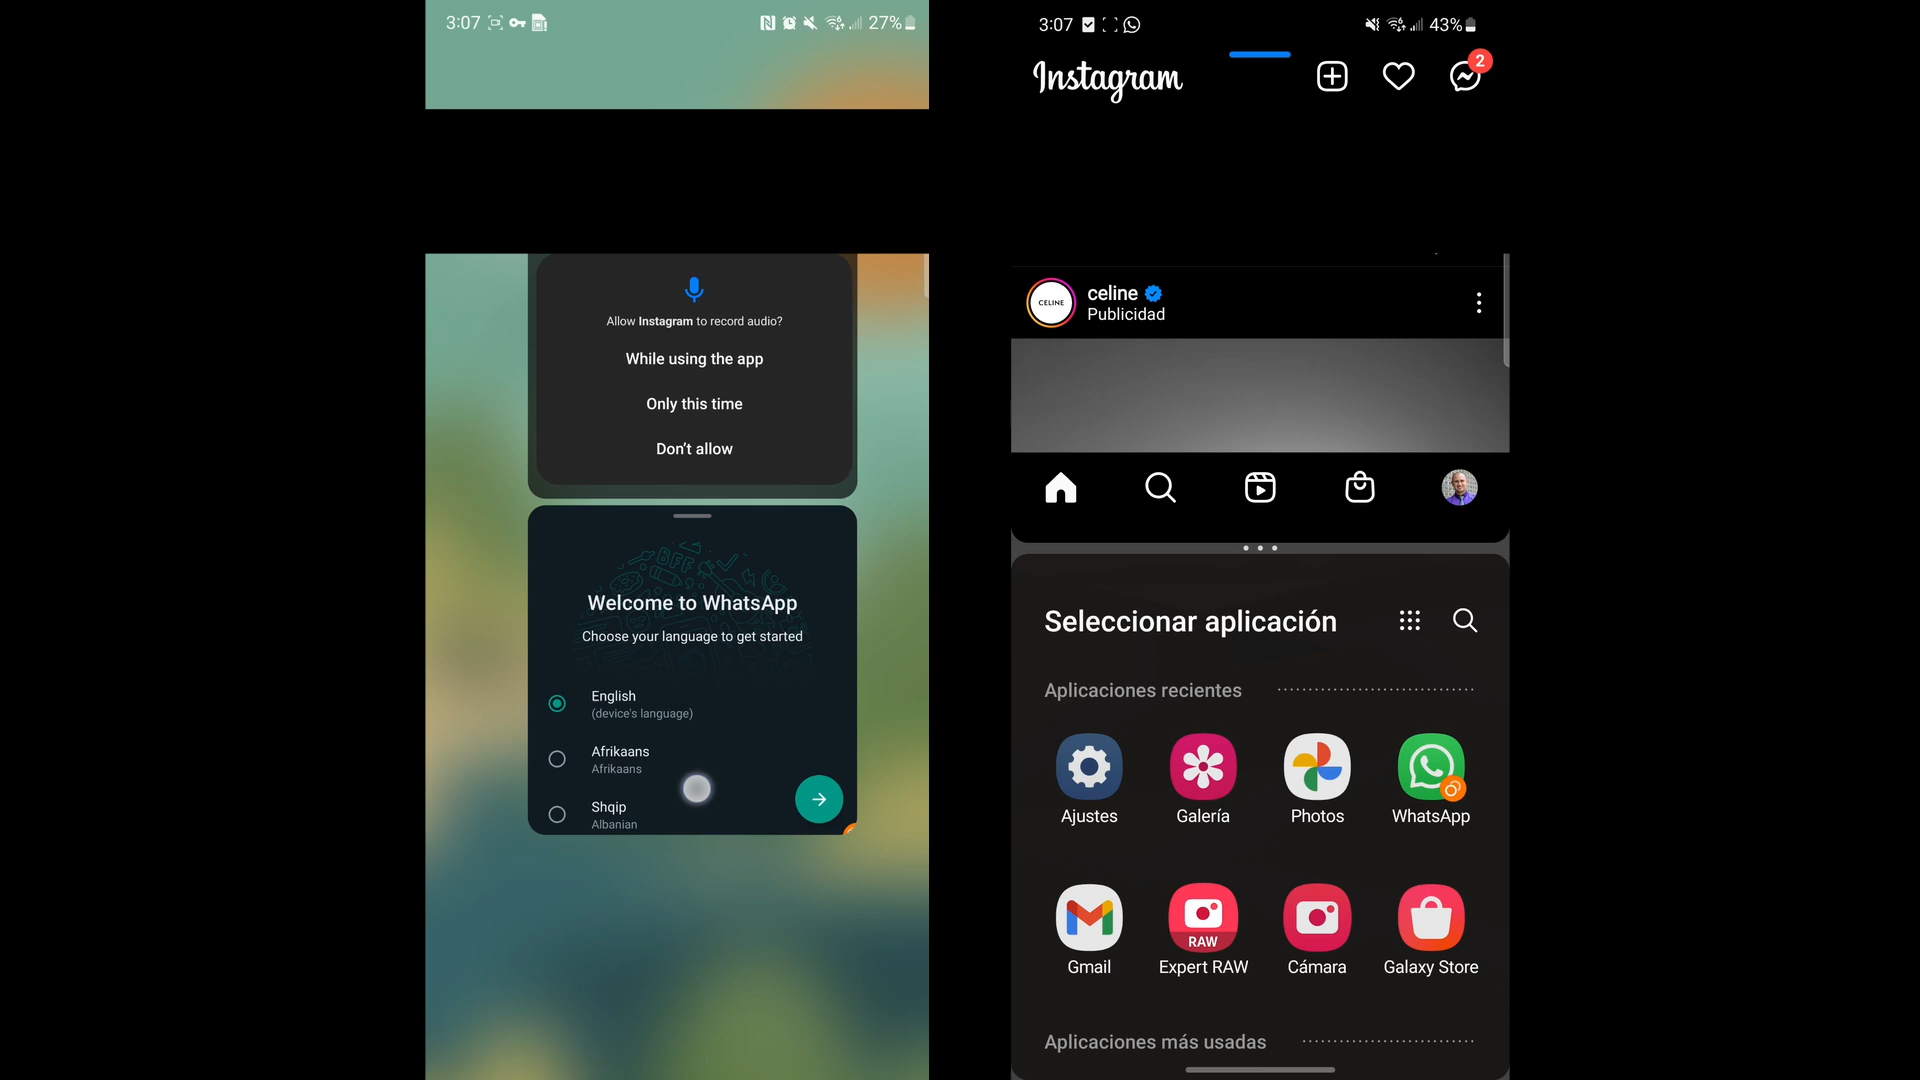 3:07
27%
Allow Instagram to record audio?
While using the app
Only this time
Don't allow
BFF
Welcome to WhatsApp
Choose your language to get started
English
(device's language)
Afrikaans
Afrikaans
Shqip
Albanian
3:07
43%
Instagram
2
CELINE
celine
Publicidad
Seleccionar aplicación
Aplicaciones recientes
Ajustes
Galería
Photos
WhatsApp
RAW
Gmail
Expert RAW
Cámara
Galaxy Store
Aplicaciones más usadas